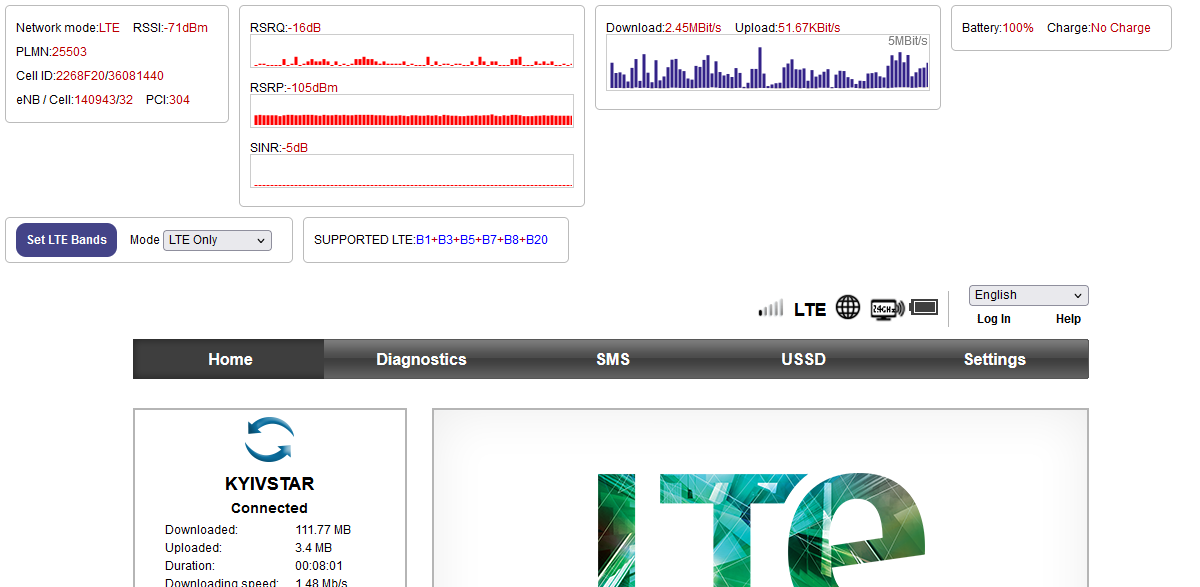 Network mode:LTE RSSI:-71dBm
PLMN:25503
Cell ID:2268F20/36081440
eNB / Cell:140943/32 PCI:304
RSRQ:-16dB
RSRP:-105dBm
SINR:-5dB
Download:2.45MBit/s Upload:51.67KBit/s
5MBit/s
Battery:100% Charge:No Charge
Set LTE Bands Mode LTE Only
SUPPORTED LTE:B1+B3+B5+B7+B8+B20
LTE 2.4GHz English
Log In Help
Home Diagnostics SMS USSD Settings
KYIVSTAR
Connected
Downloaded: 111.77 MB
Uploaded: 3.4 MB
Duration: 00:08:01
Downloading speed: 1.48 Mb/s
LTE